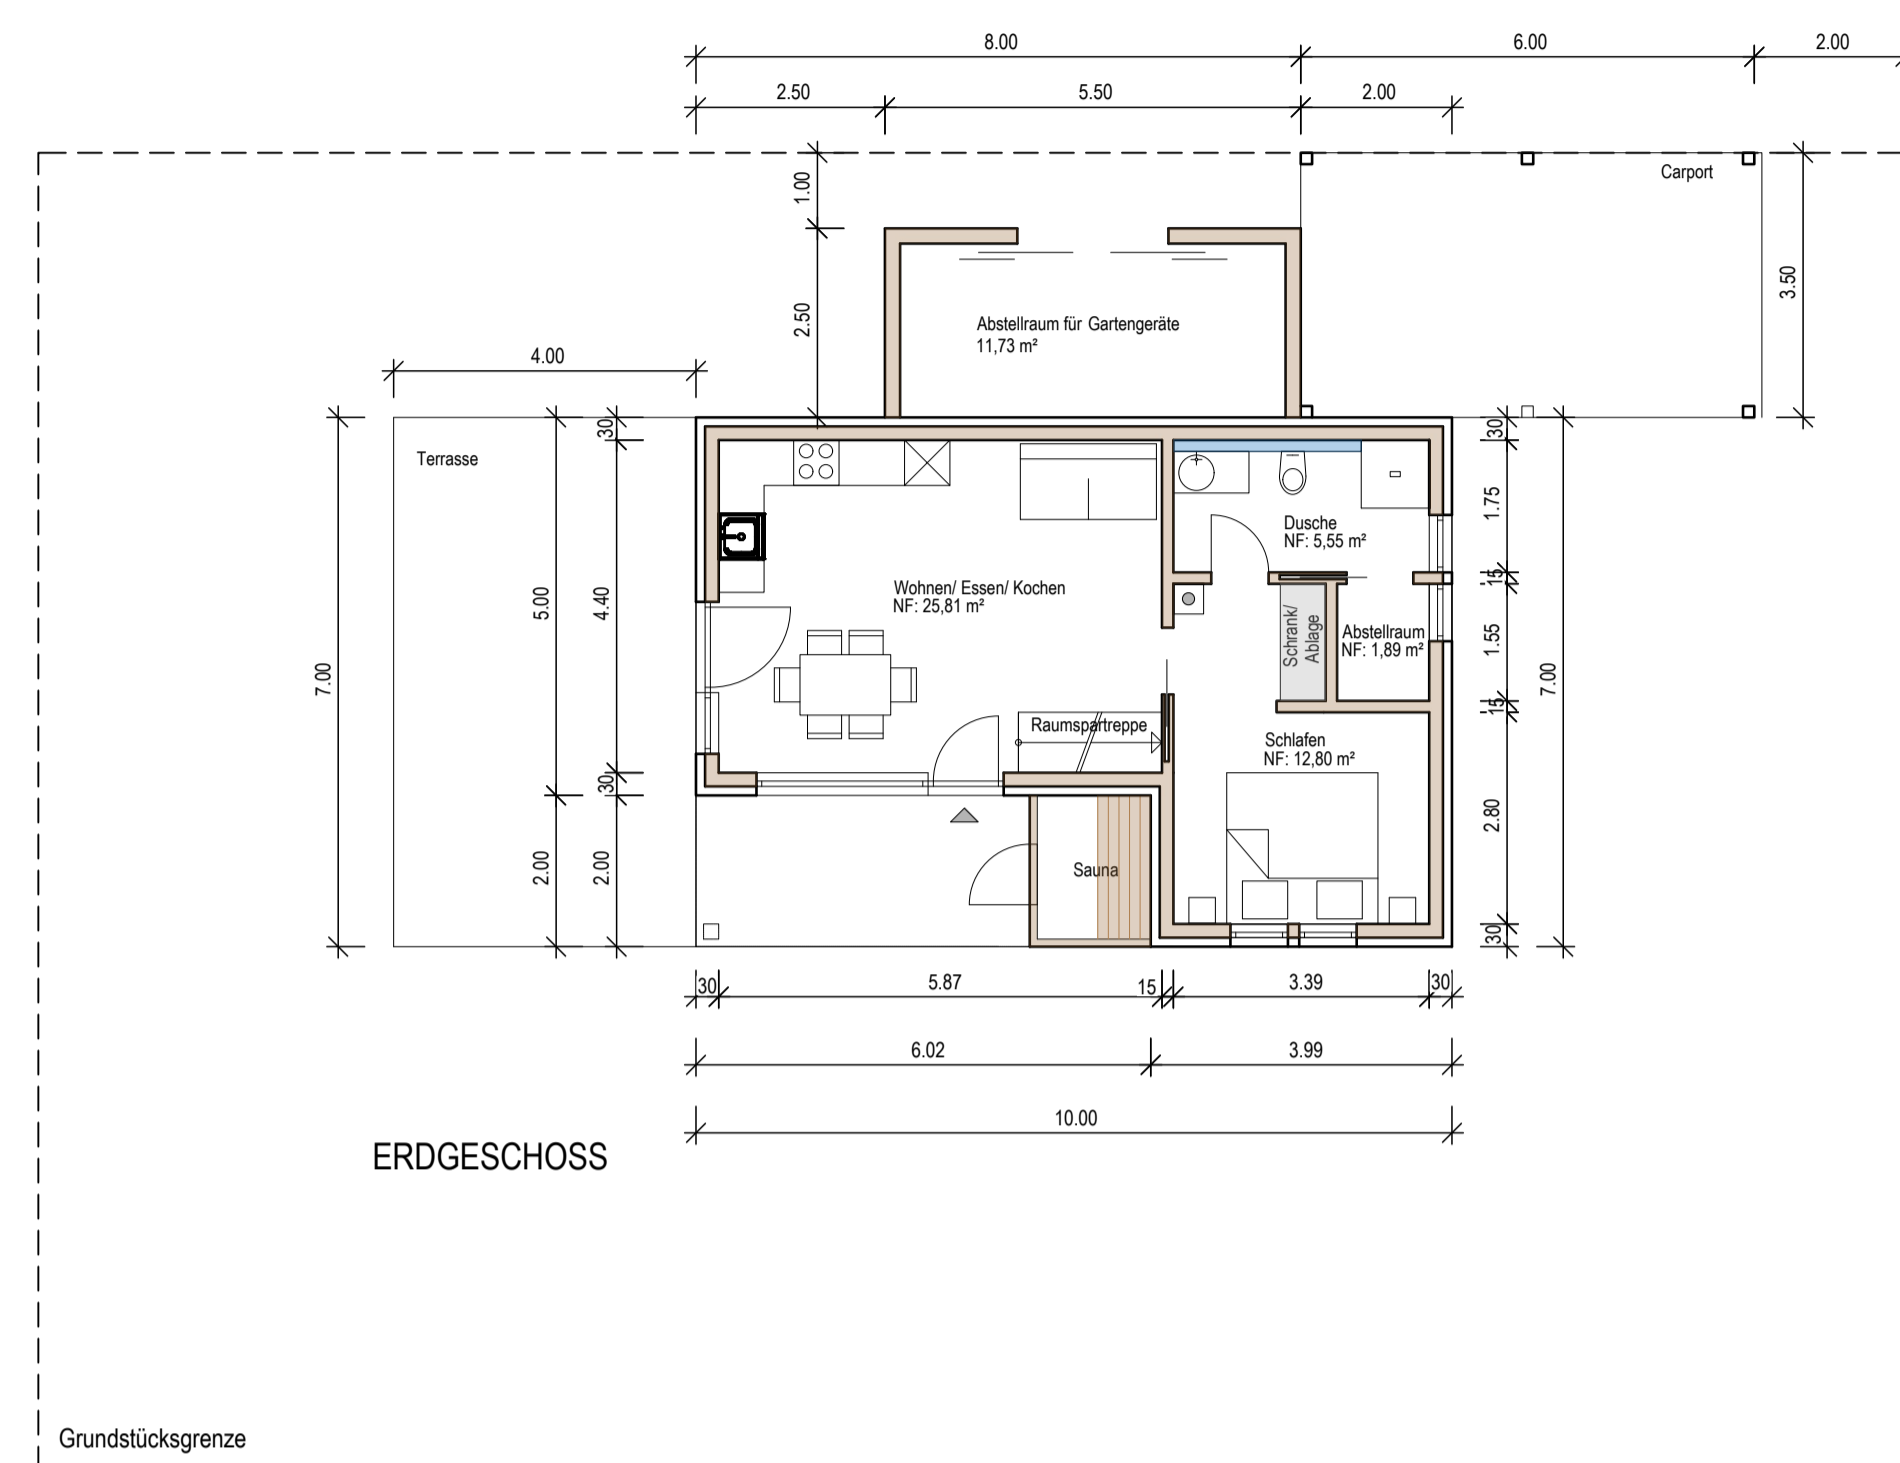 8.00
6.00
2.00
2.50
5.50
2.00
Carport
1.00
3.50
2.50
Abstellraum für Gartengeräte
11,73 m²
4.00
Terrasse
30
30
1.75
Dusche
NF: 5,55 m²
5.00
4.40
Wohnen/ Essen/ Kochen
NF: 25,81 m²
15
Schrank/
Ablage
Abstellraum
NF: 1,89 m²
1.55
7.00
7.00
15
Raumspartreppe
Schlafen
NF: 12,80 m²
30
2.80
2.00
2.00
Sauna
30
30
5.87
15
3.39
30
6.02
3.99
10.00
ERDGESCHOSS
Grundstücksgrenze